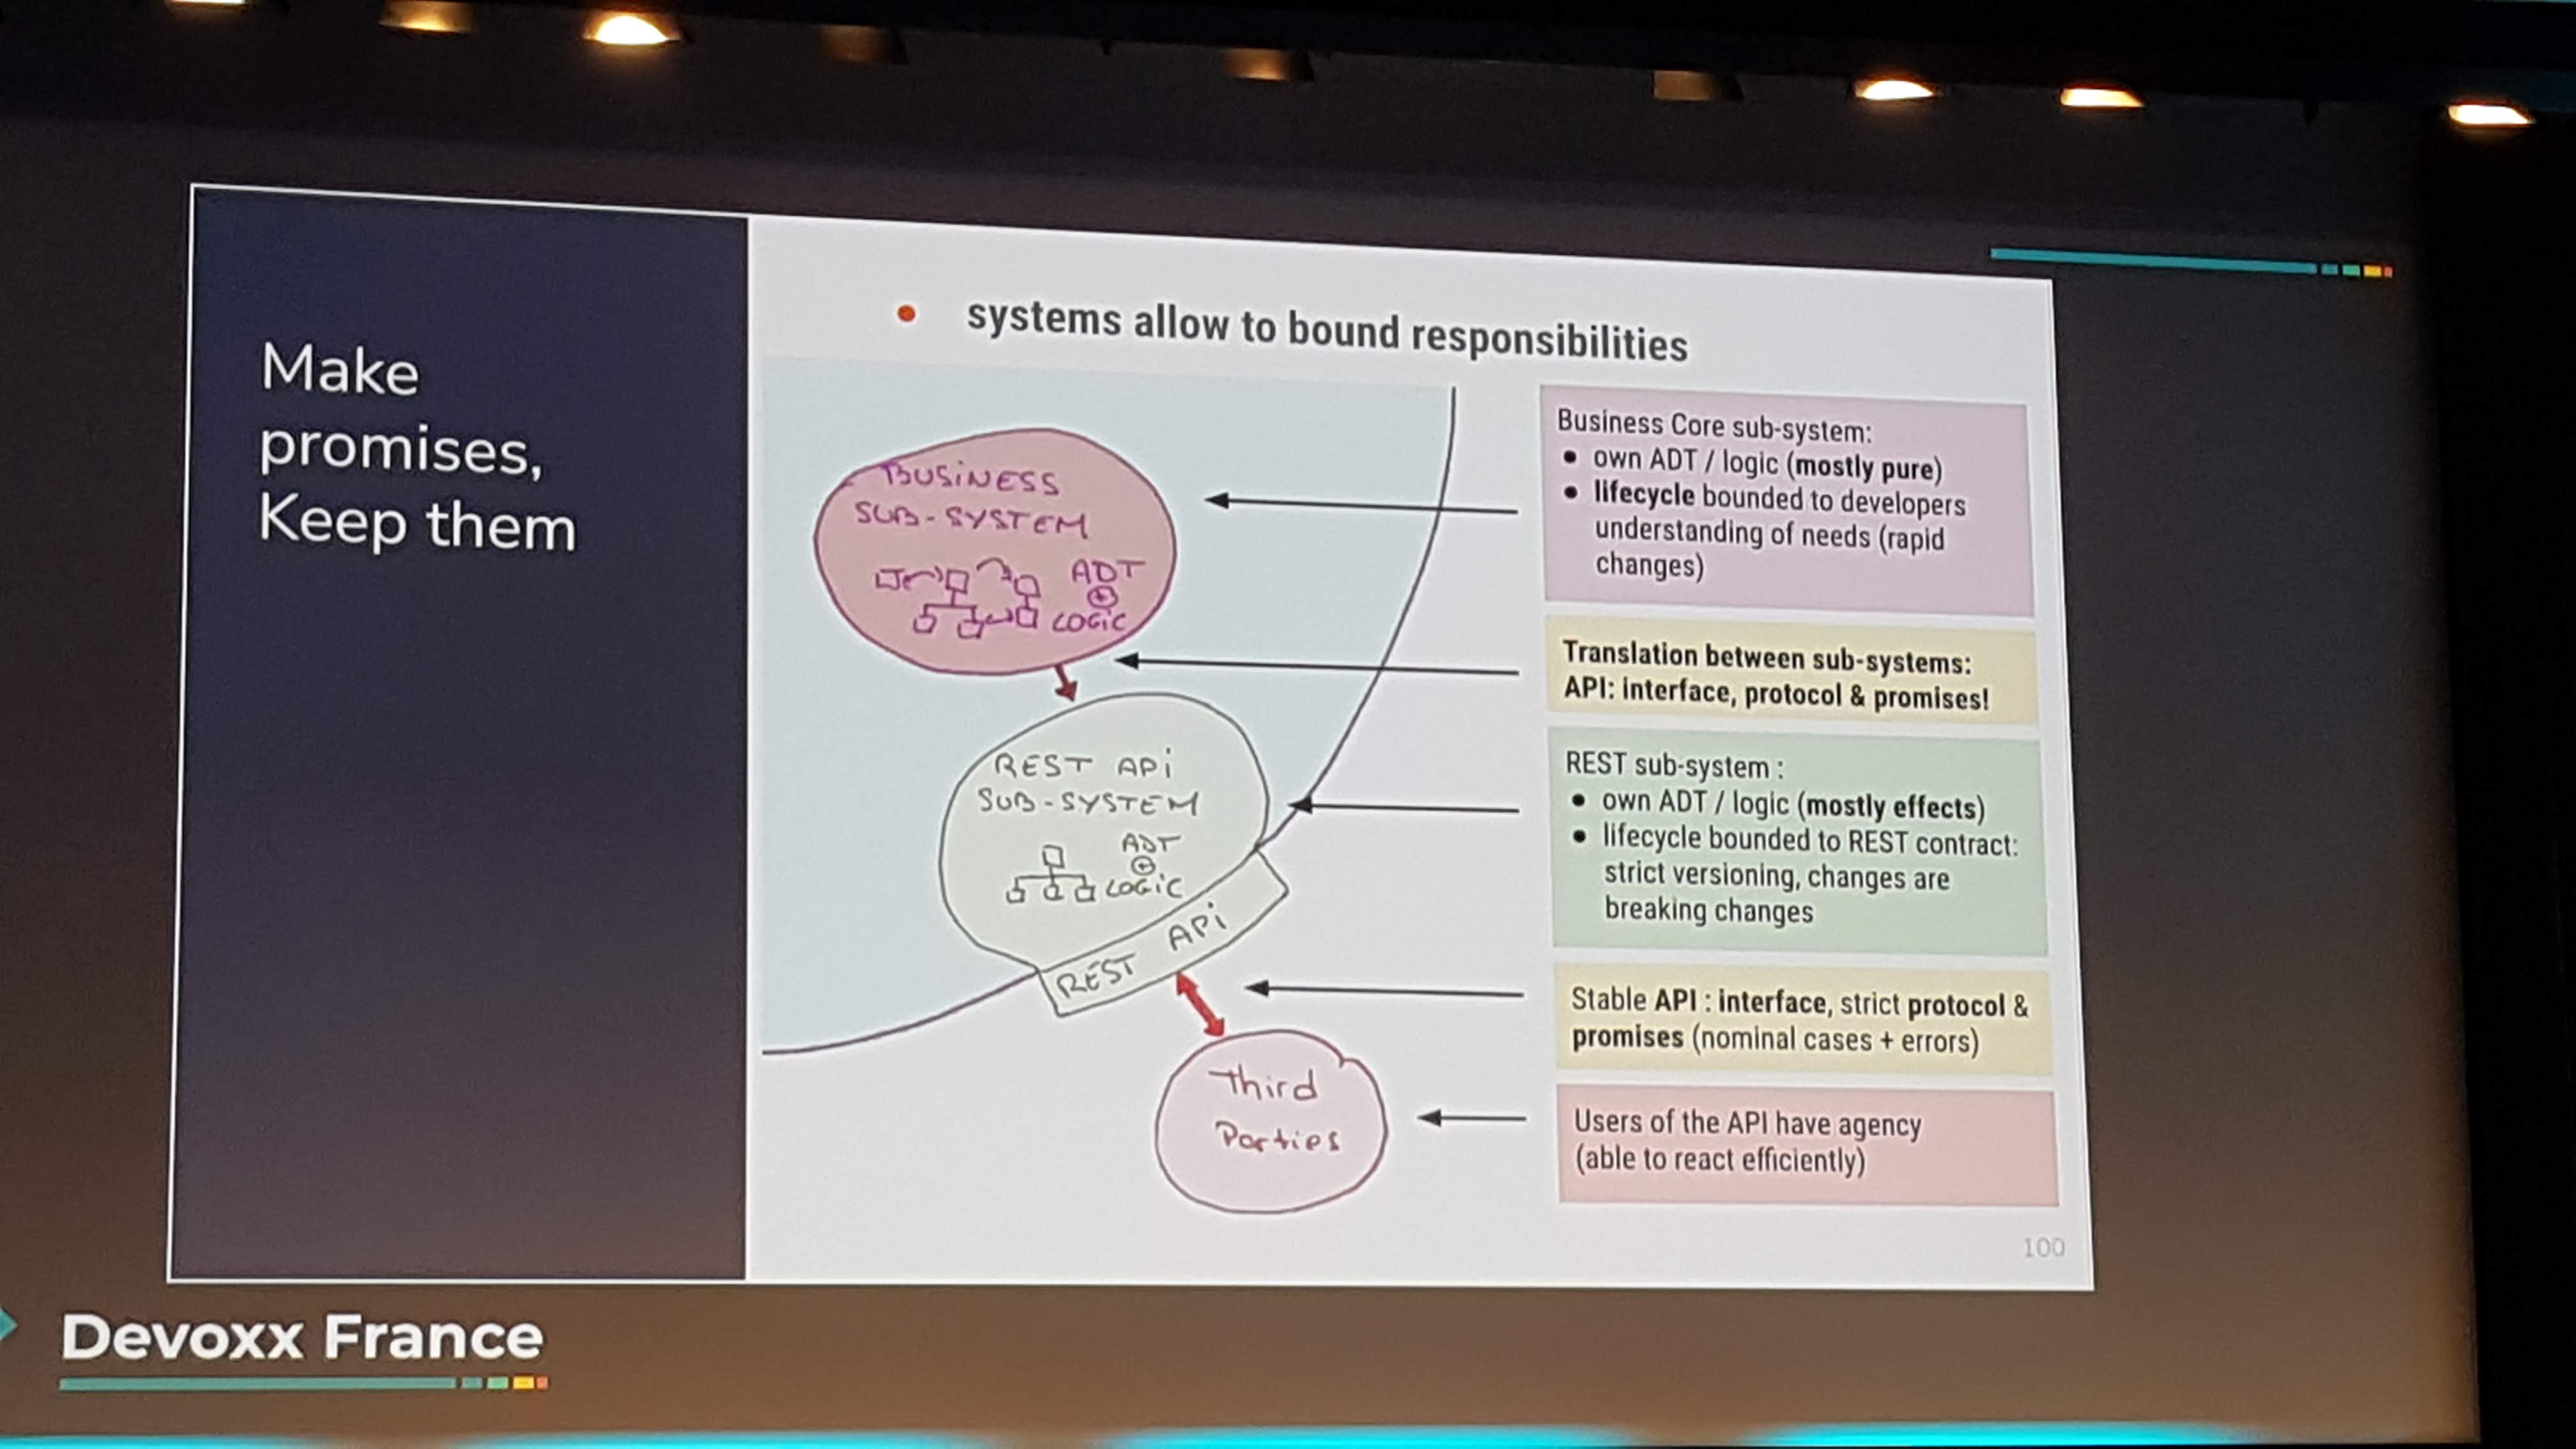 Make
promises,
Keep them
• systems allow to bound responsibilities
BUSINESS
SUB-SYSTEM
ADT
+
LOGIC
REST API
SUB-SYSTEM
ADT
+
LOGIC
REST API
Third
Parties
Business Core sub-system:
• own ADT / logic (mostly pure)
• lifecycle bounded to developers
understanding of needs (rapid
changes)
Translation between sub-systems:
API: interface, protocol & promises!
REST sub-system :
• own ADT / logic (mostly effects)
• lifecycle bounded to REST contract:
strict versioning, changes are
breaking changes
Stable API : interface, strict protocol &
promises (nominal cases + errors)
Users of the API have agency
(able to react efficiently)
100
Devoxx France